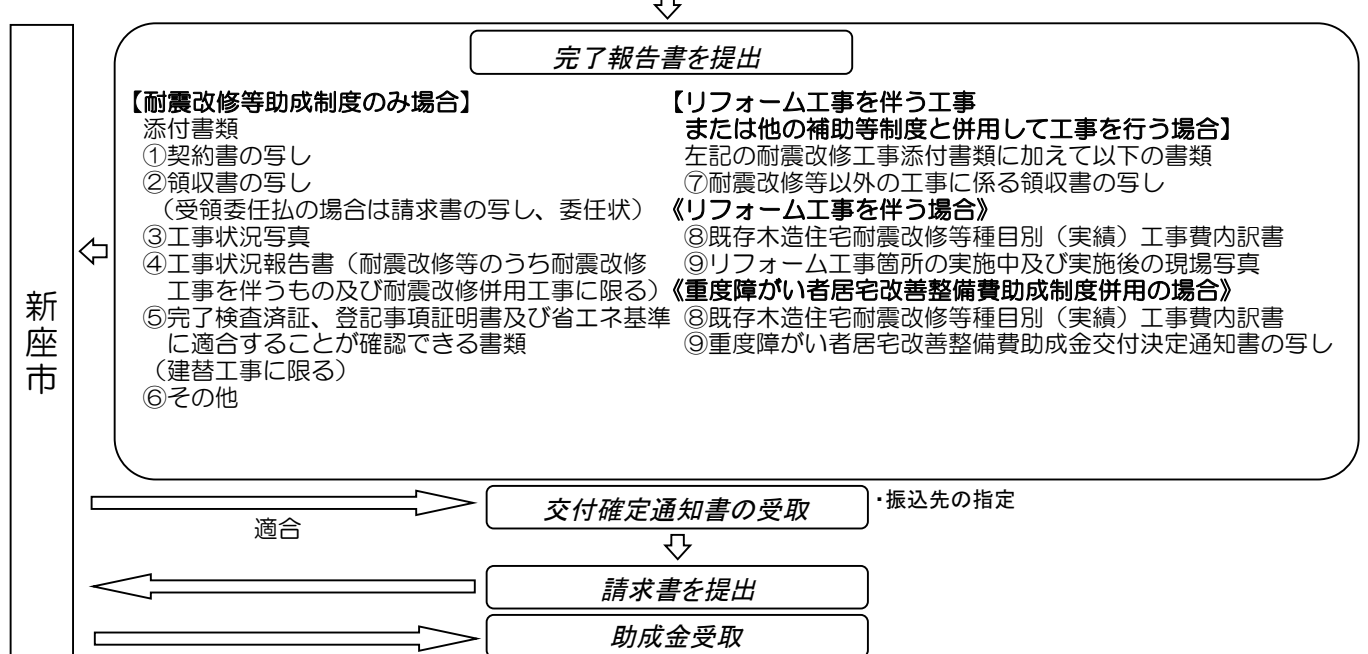 完了報告書を提出
【耐震改修等助成制度のみ場合】
添付書類
①契約書の写し
②領収書の写し
（受領委任払の場合は請求書の写し、委任状）
③工事状況写真
④工事状況報告書（耐震改修等のうち耐震改修
工事を伴うもの及び耐震改修併用工事に限る）
⑤完了検査済証、登記事項証明書及び省エネ基準
に適合することが確認できる書類
（建替工事に限る）
⑥その他
【リフォーム工事を伴う工事
または他の補助等制度と併用して工事を行う場合】
左記の耐震改修工事添付書類に加えて以下の書類
⑦耐震改修等以外の工事に係る領収書の写し
《リフォーム工事を伴う場合》
⑧既存木造住宅耐震改修等種目別（実績）工事費内訳書
⑨リフォーム工事箇所の実施中及び実施後の現場写真
《重度障がい者居宅改善整備費助成制度併用の場合》
⑧既存木造住宅耐震改修等種目別（実績）工事費内訳書
⑨重度障がい者居宅改善整備費助成金交付決定通知書の写し
新座市
適合
交付確定通知書の受取
・振込先の指定
請求書を提出
助成金受取